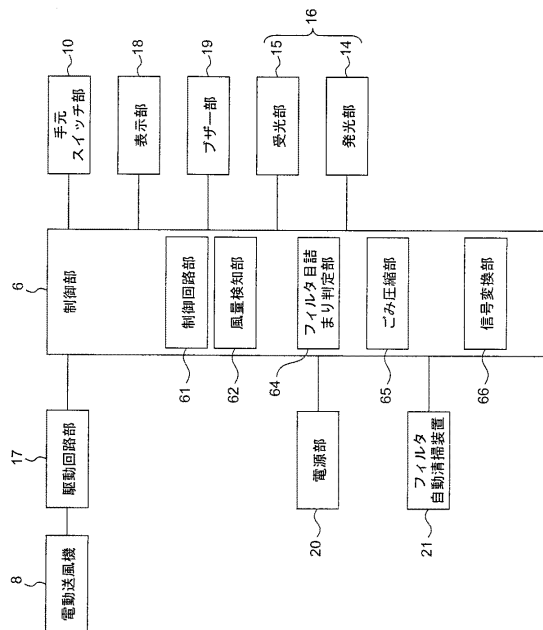 10
手元
スイッチ部
18
表示部
19
ブザー部
16
15
受光部
14
発光部
6
制御部
61
制御回路部
62
風量検知部
64
フィルタ目詰
まり判定部
65
ごみ圧縮部
66
信号変換部
17
駆動回路部
8
電動送風機
20
電源部
21
フィルタ
自動清掃装置